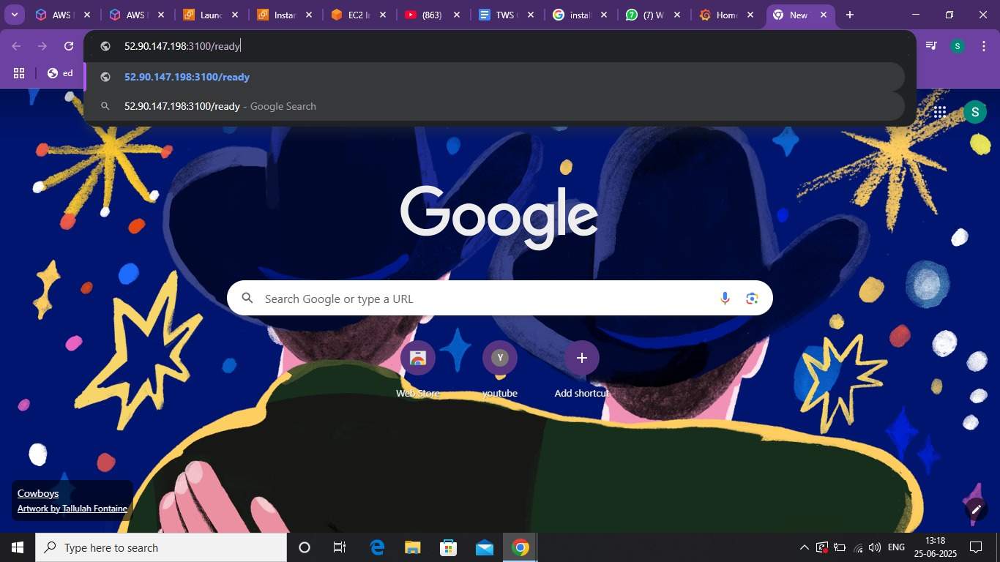 AWS
AWS
Laun
Instar
EC2 Ir
(863)
TWS
instal
(7) W
Hom
New
52.90.147.198:3100/ready
S
ed
52.90.147.198:3100/ready
52.90.147.198:3100/ready - Google Search
S
Google
Search Google or type a URL
Y
Web Store
youtube
Add shortcut
Cowboys
Artwork by Tallulah Fontaine
Type here to search
ENG
13:18
25-06-2025